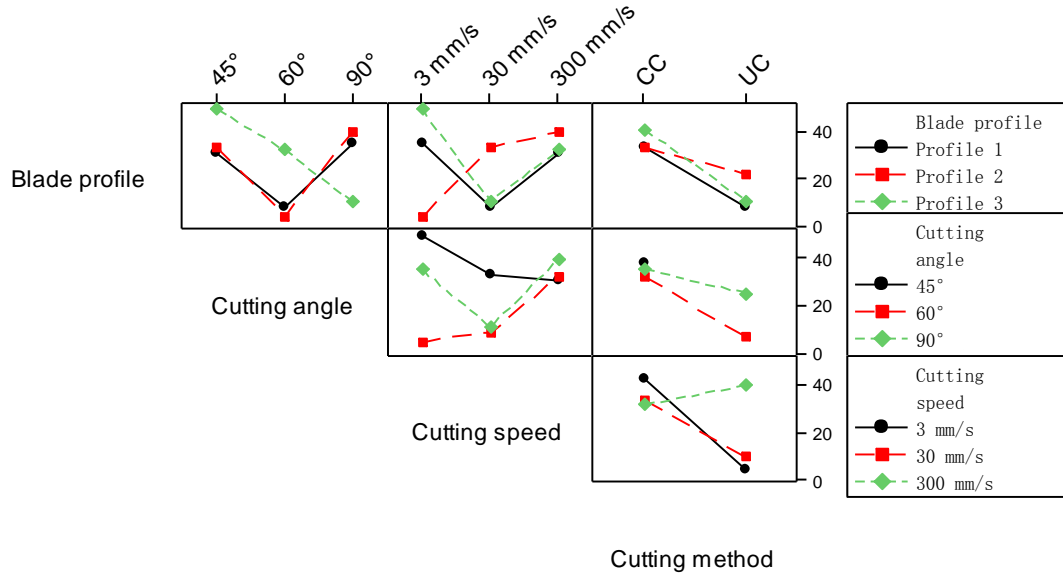 45° 60° 90° 3 mm/s 30 mm/s 300 mm/s CC UC
Blade profile
40
20
0
Blade profile
Profile 1
Profile 2
Profile 3
Cutting angle
40
20
0
Cutting
angle
45°
60°
90°
Cutting speed
40
20
0
Cutting
speed
3 mm/s
30 mm/s
300 mm/s
Cutting method